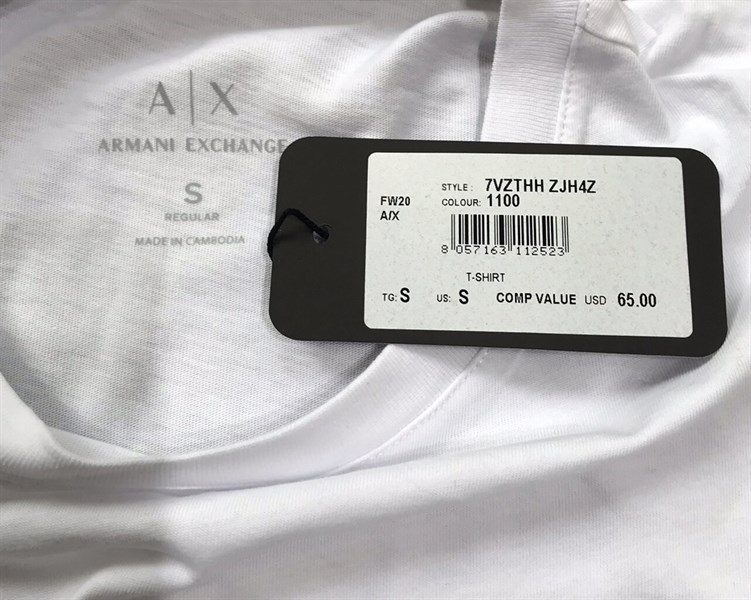 A|X
ARMANI EXCHANGE
S
REGULAR
MADE IN CAMBODIA
FW20
A/X
STYLE: 7VZTHH ZJH4Z
COLOUR: 1100
8 057163 112523
T-SHIRT
TG: S US: S COMP VALUE USD 65.00